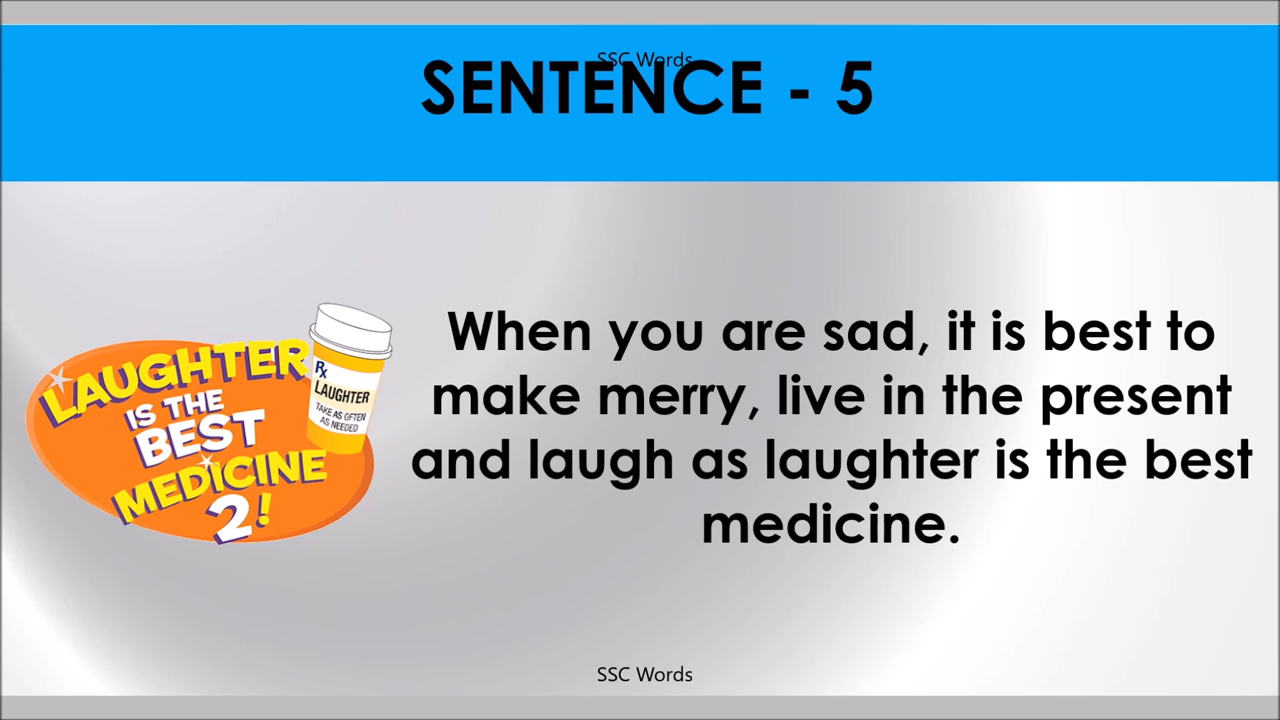 SSC Words
SENTENCE - 5
LAUGHTER
IS THE
BEST
MEDICINE
2!
Rx
LAUGHTER
TAKE AS OFTEN
AS NEEDED
When you are sad, it is best to
make merry, live in the present
and laugh as laughter is the best
medicine.
SSC Words